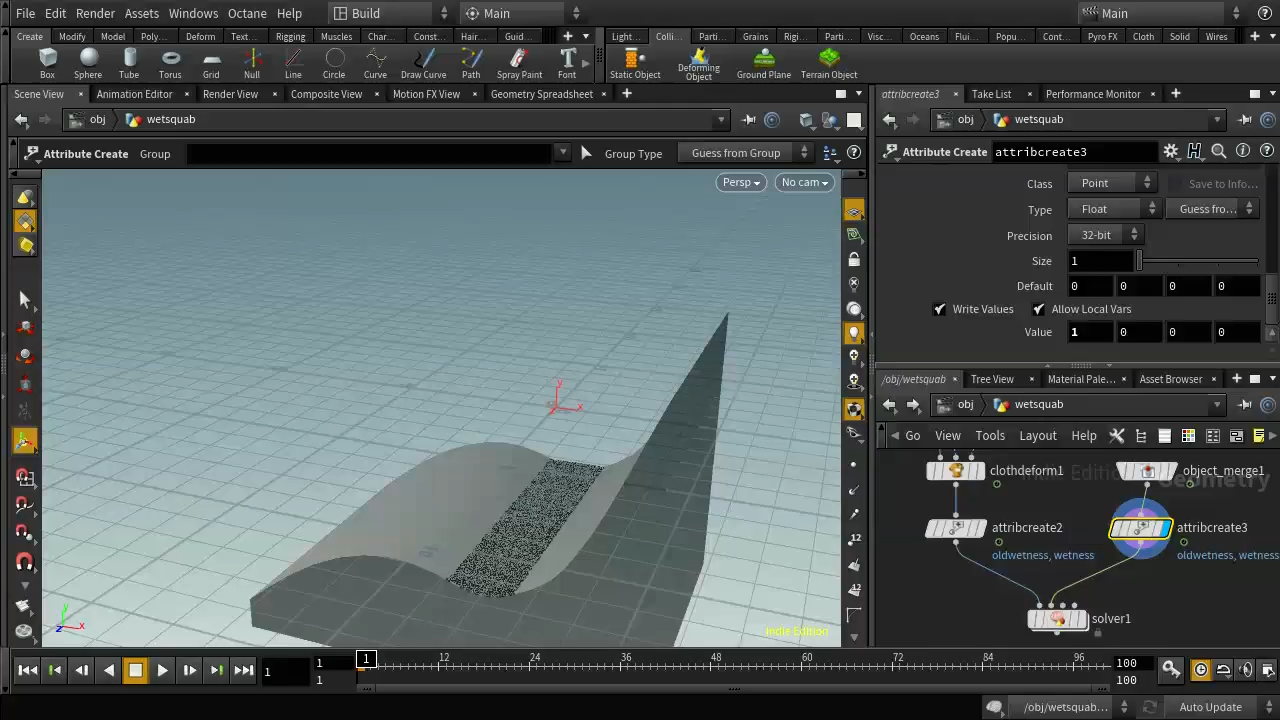 File Edit Render Assets Windows Octane Help Build Main Main
Create Modify Model Poly... Deform Text... Rigging Muscles Char... Const... Hair... Guid... Light... Colli... Parti... Grains Rigi... Parti... Visc... Oceans Flui... Popu... Cont... Pyro FX Cloth Solid Wires
Box Sphere Tube Torus Grid Null Line Circle Curve Draw Curve Path Spray Paint Font Static Object Deforming Object Ground Plane Terrain Object
Scene View Animation Editor Render View Composite View Motion FX View Geometry Spreadsheet attribcreate3 Take List Performance Monitor
obj wetsquab obj wetsquab
Attribute Create Group Group Type Guess from Group Attribute Create attribcreate3
Persp No cam
Class Point Save to Info...
Type Float Guess fro...
Precision 32-bit
Size 1
Default 0 0 0 0
Write Values Allow Local Vars
Value 1 0 0 0
/obj/wetsquab Tree View Material Pale... Asset Browser
obj wetsquab
Go View Tools Layout Help
Indie Edition Geometry
clothdeform1 object_merge1
attribcreate2 attribcreate3
oldwetness, wetness oldwetness, wetness
solver1
y
x
z
y
z x
12
12
Indie Edition
1 1 1 12 24 36 48 60 72 84 96 100
1 100
/obj/wetsquab... Auto Update